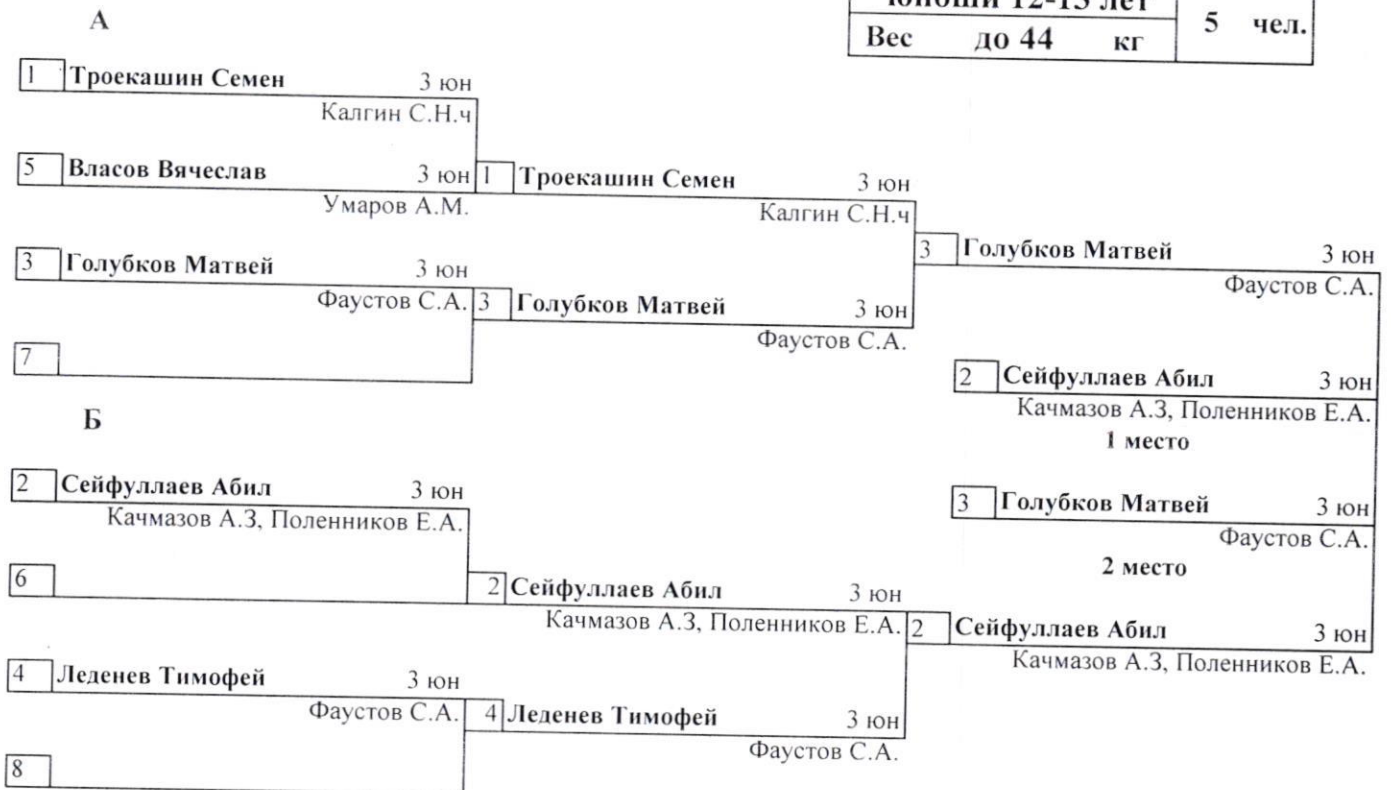 юноши 12-13 лет
5 чел.
Вес до 44 кг
А
1 Троекашин Семен 3 юн
Калгин С.Н.ч
5 Власов Вячеслав 3 юн
Умаров А.М.
3 Голубков Матвей 3 юн
Фаустов С.А.
7
1 Троекашин Семен 3 юн
Калгин С.Н.ч
3 Голубков Матвей 3 юн
Фаустов С.А.
3 Голубков Матвей 3 юн
Фаустов С.А.
2 Сейфуллаев Абил 3 юн
Качмазов А.З, Поленников Е.А.
1 место
3 Голубков Матвей 3 юн
Фаустов С.А.
2 место
Б
2 Сейфуллаев Абил 3 юн
Качмазов А.З, Поленников Е.А.
6
4 Леденев Тимофей 3 юн
Фаустов С.А.
8
2 Сейфуллаев Абил 3 юн
Качмазов А.З, Поленников Е.А.
4 Леденев Тимофей 3 юн
Фаустов С.А.
2 Сейфуллаев Абил 3 юн
Качмазов А.З, Поленников Е.А.